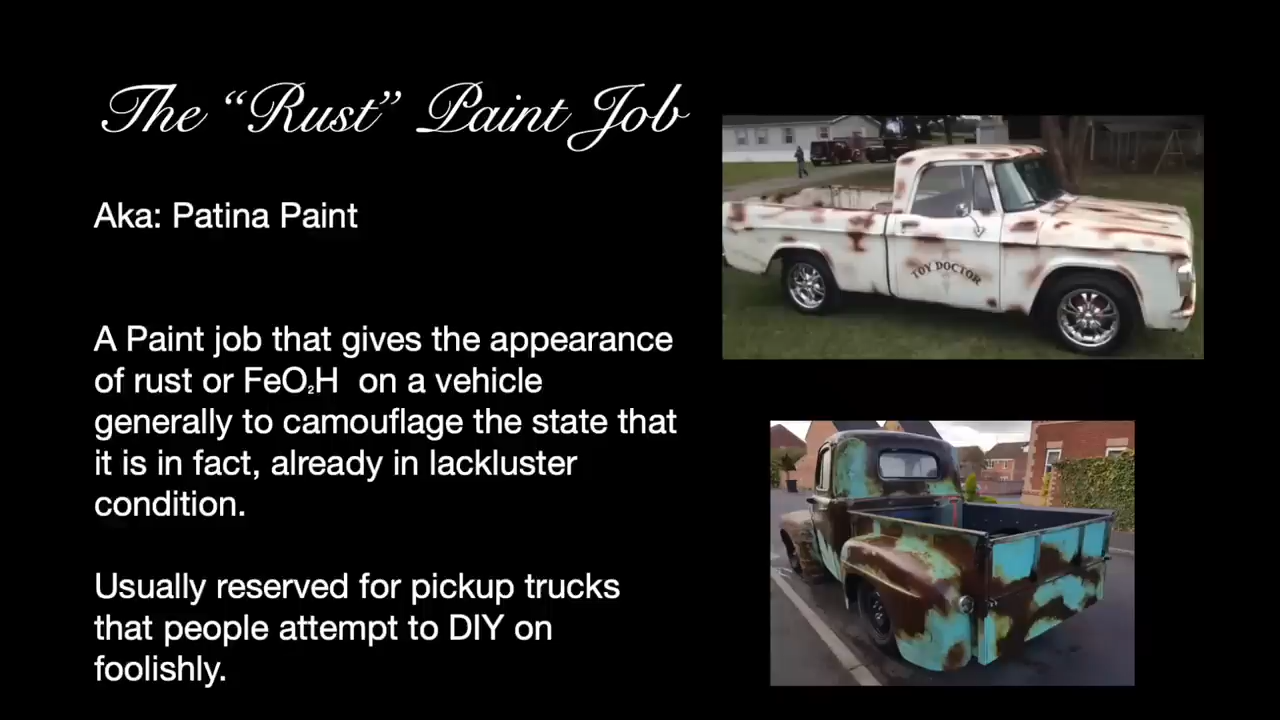 The “Rust” Paint Job
Aka: Patina Paint
A Paint job that gives the appearance
of rust or FeO₂H on a vehicle
generally to camouflage the state that
it is in fact, already in lackluster
condition.
Usually reserved for pickup trucks
that people attempt to DIY on
foolishly.
TOY DOCTOR